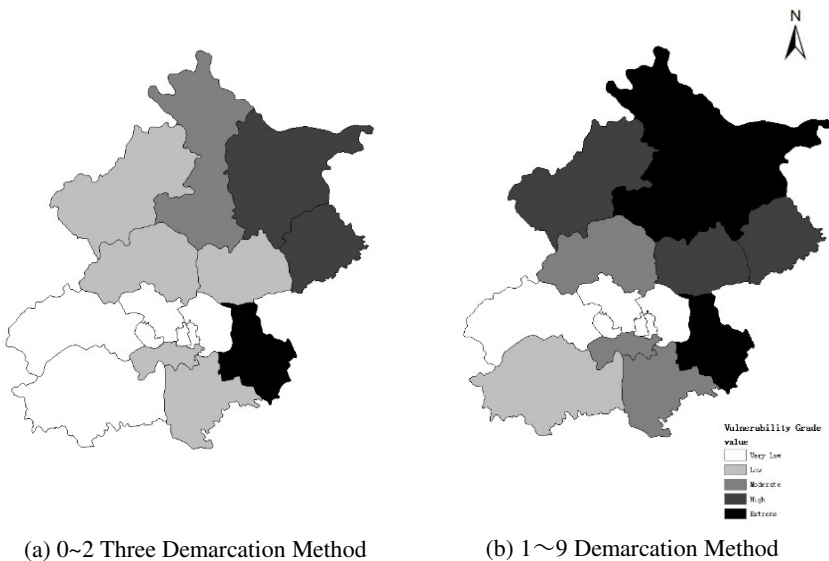 N
Vulnerability Grade
value
Very low
Low
Moderate
High
Extreme
(a) 0~2 Three Demarcation Method
(b) 1～9 Demarcation Method